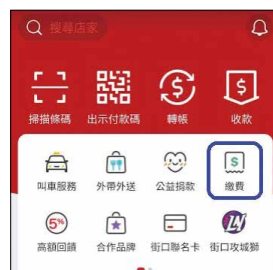 搜尋店家
掃描條碼 出示付款碼 轉帳 收款
叫車服務 外帶外送 公益捐款 繳費
5%
高額回饋 合作品牌 街口聯名卡 街口攻城獅